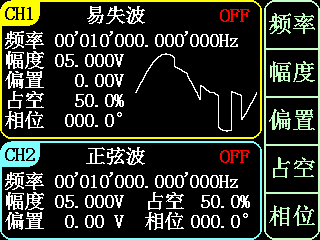 CH1 易失波 OFF
频率 00'010'000.000'000Hz
幅度 05.000V
偏置 0.00V
占空 50.0%
相位 000.0°
CH2 正弦波 OFF
频率 00'010'000.000'000Hz
幅度 05.000V 占空 50.0%
偏置 0.00 V 相位 000.0°
频率
幅度
偏置
占空
相位